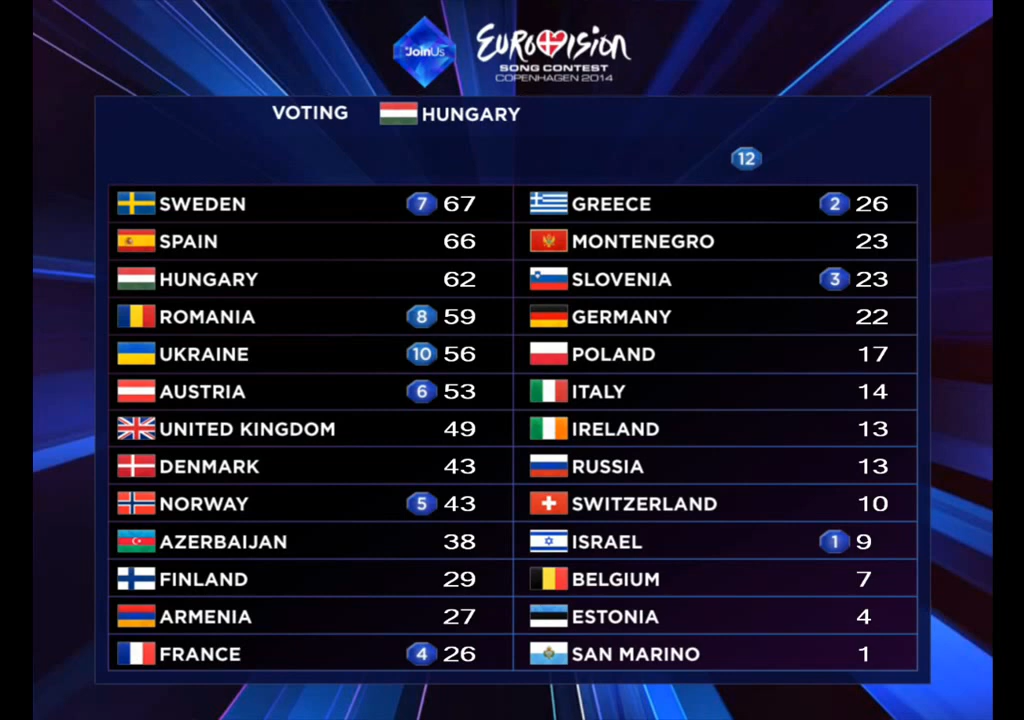 JoinUs
EUROVISION
SONG CONTEST
COPENHAGEN 2014
VOTING HUNGARY
12
SWEDEN 7 67
SPAIN 66
HUNGARY 62
ROMANIA 8 59
UKRAINE 10 56
AUSTRIA 6 53
UNITED KINGDOM 49
DENMARK 43
NORWAY 5 43
AZERBAIJAN 38
FINLAND 29
ARMENIA 27
FRANCE 4 26
GREECE 2 26
MONTENEGRO 23
SLOVENIA 3 23
GERMANY 22
POLAND 17
ITALY 14
IRELAND 13
RUSSIA 13
SWITZERLAND 10
ISRAEL 1 9
BELGIUM 7
ESTONIA 4
SAN MARINO 1